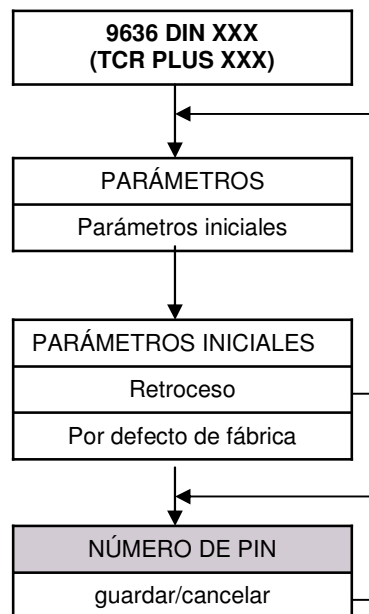 9636 DIN XXX
(TCR PLUS XXX)
PARÁMETROS
Parámetros iniciales
PARÁMETROS INICIALES
Retroceso
Por defecto de fábrica
NÚMERO DE PIN
guardar/cancelar